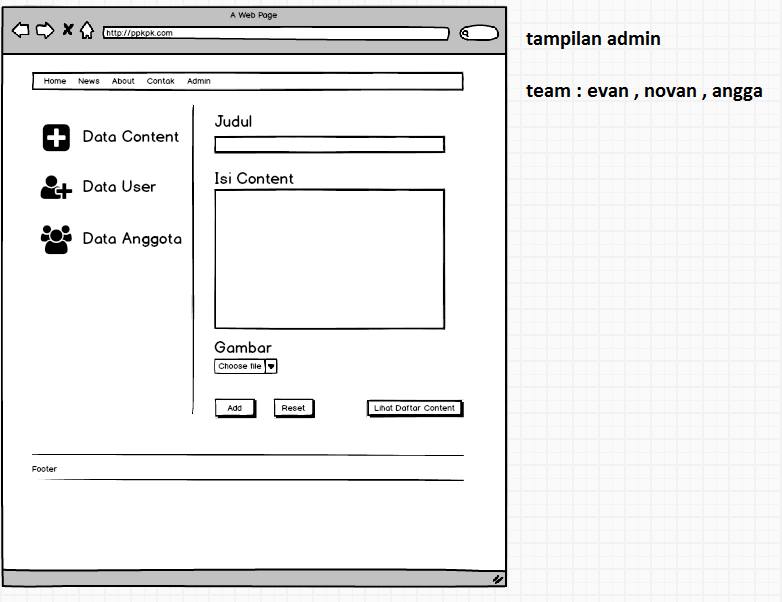 A Web Page
http://ppkpk.com
Home News About Contak Admin
Data Content
Data User
Data Anggota
Judul
Isi Content
Gambar
Choose file
Add Reset Lihat Daftar Content
Footer
tampilan admin
team : evan , novan , angga